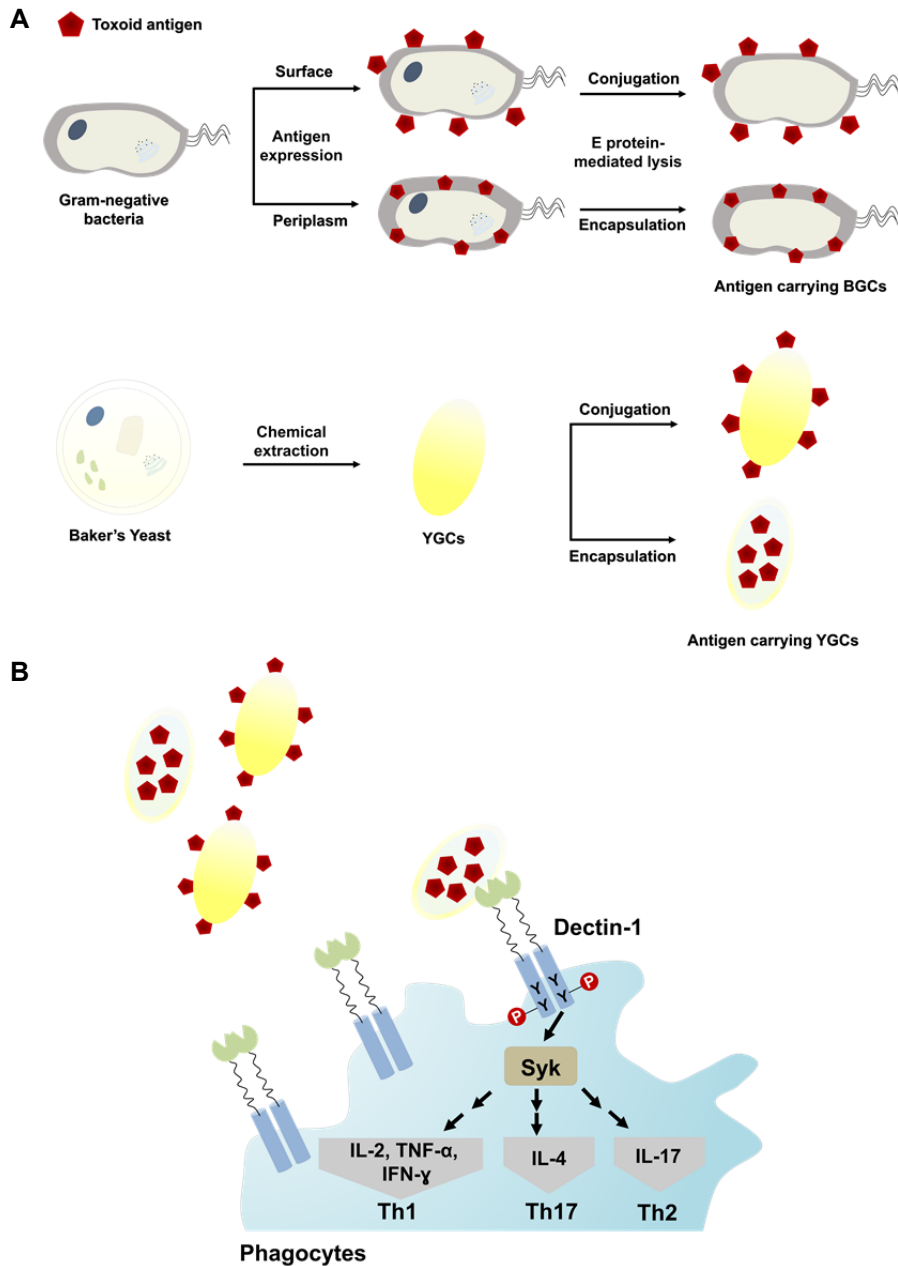 A
Toxoid antigen
Gram-negative
bacteria
Surface
Antigen
expression
Periplasm
Conjugation
E protein-
mediated lysis
Encapsulation
Antigen carrying BGCs
Baker's Yeast
Chemical
extraction
YGCs
Conjugation
Encapsulation
Antigen carrying YGCs
B
Dectin-1
Y Y
Y Y
P
P
Syk
IL-2, TNF-α,
IFN-ɣ
Th1
IL-4
Th17
IL-17
Th2
Phagocytes